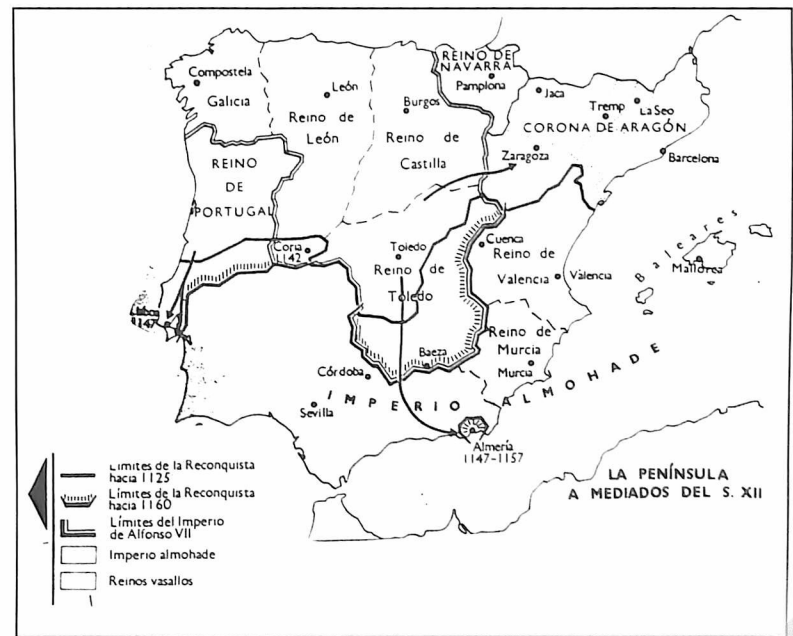 REINO
DE NAVARRA
Compostela
León
Pamplona
Jaca
Galicia
Burgos
Tremp
La Seo
Reino de
León
Reino de
Castilla
CORONA DE ARAGÓN
REINO
DE
PORTUGAL
Zaragoza
Barcelona
Coria
1142
Toledo
Reino de
Toledo
Cuenca
Reino de
Valencia
Valencia
Baleares
Mallorca
1147
Reino de
Murcia
Murcia
Baeza
Córdoba
IMPERIO ALMOHADE
Sevilla
Almería
1147-1157
Límites de la Reconquista
hacia 1125
Límites de la Reconquista
hacia 1160
Límites del Imperio
de Alfonso VII
Imperio almohade
Reinos vasallos
LA PENÍNSULA
A MEDIADOS DEL S. XII